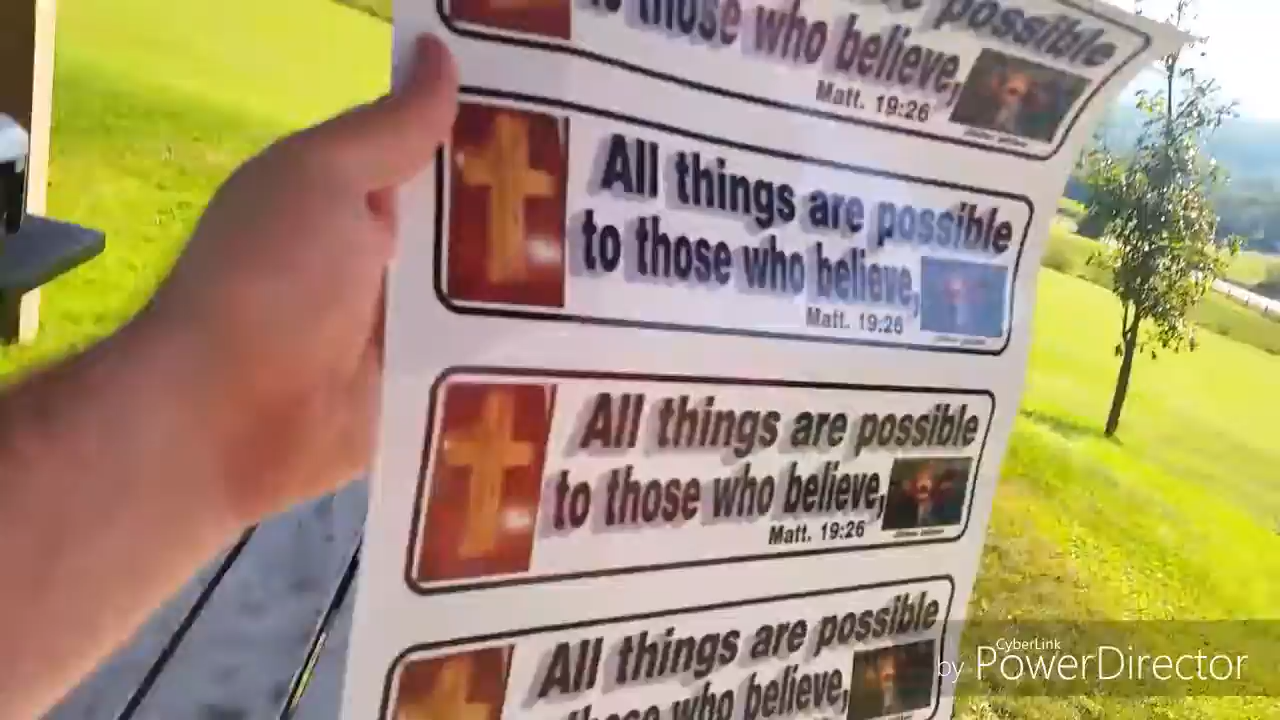 possible
to those who believe,
Matt. 19:26
All things are possible
to those who believe,
Matt. 19:26
All things are possible
to those who believe,
Matt. 19:26
All things are possible
those who believe,
CyberLink
by PowerDirector